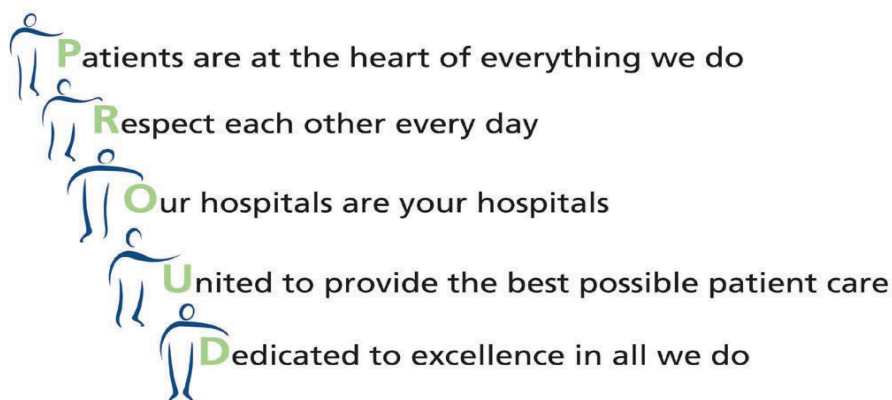 Patients are at the heart of everything we do
Respect each other every day
Our hospitals are your hospitals
United to provide the best possible patient care
Dedicated to excellence in all we do